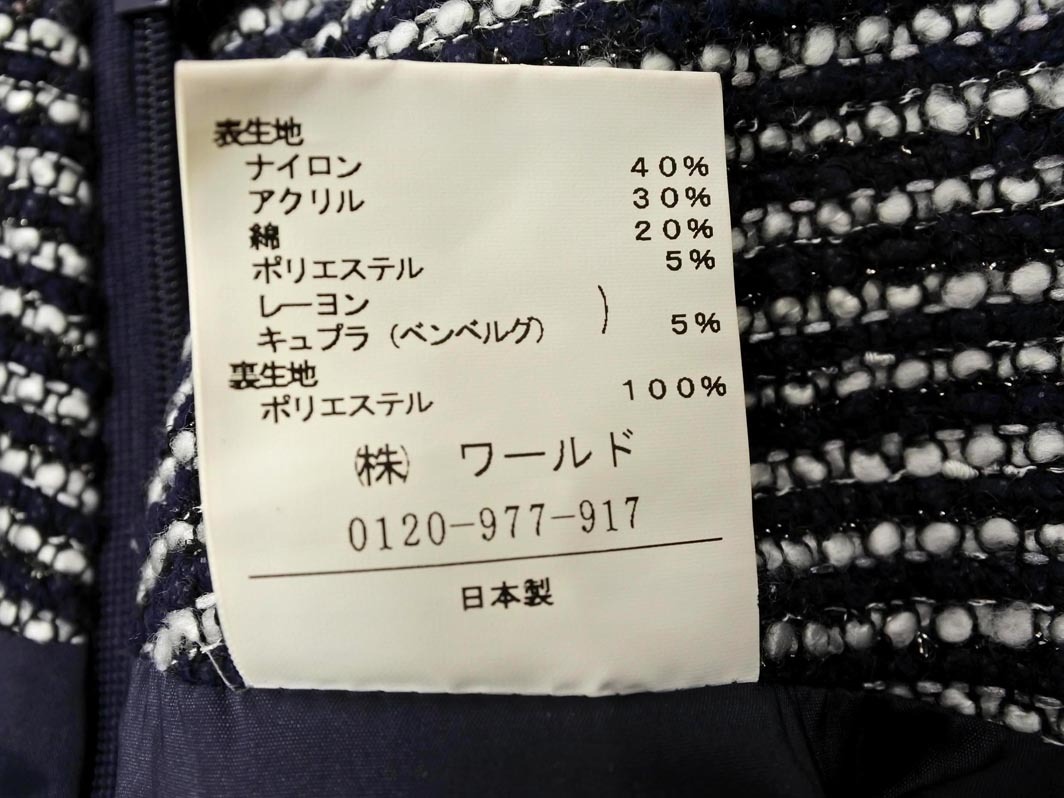 表生地
ナイロン 40%
アクリル 30%
綿 20%
ポリエステル 5%
レーヨン
キュプラ (ベンベルグ) ) 5%
裏生地
ポリエステル 100%
㈱ ワールド
0120-977-917
日本製